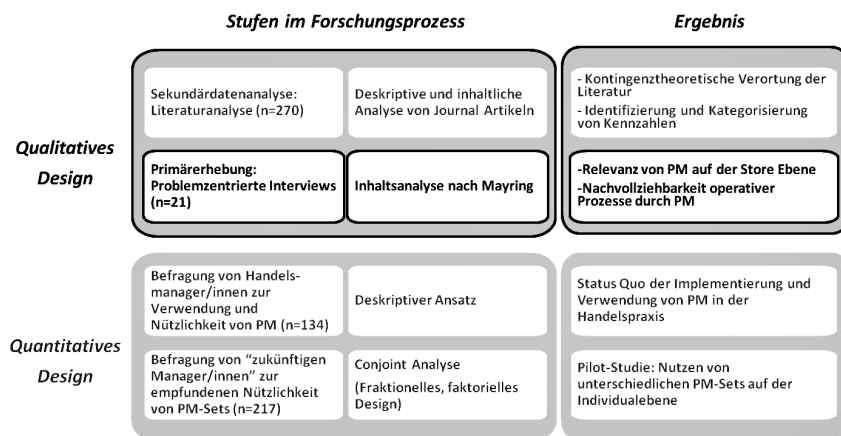 Stufen im Forschungsprozess
Ergebnis
Qualitatives
Design
Sekundärdatenanalyse:
Literaturanalyse (n=270)
Deskriptive und inhaltliche
Analyse von Journal Artikeln
- Kontingenztheoretische Verortung der
Literatur
- Identifizierung und Kategorisierung
von Kennzahlen
Primärerhebung:
Problemzentrierte Interviews
(n=21)
Inhaltsanalyse nach Mayring
-Relevanz von PM auf der Store Ebene
-Nachvollziehbarkeit operativer
Prozesse durch PM
Quantitatives
Design
Befragung von Handels-
manager/innen zur
Verwendung und
Nützlichkeit von PM (n=134)
Deskriptiver Ansatz
Status Quo der Implementierung und
Verwendung von PM in der
Handelspraxis
Befragung von “zukünftigen
Manager/innen” zur
empfundenen Nützlichkeit
von PM-Sets (n=217)
Conjoint Analyse
(Fraktionelles, faktorielles
Design)
Pilot-Studie: Nutzen von
unterschiedlichen PM-Sets auf der
Individualebene